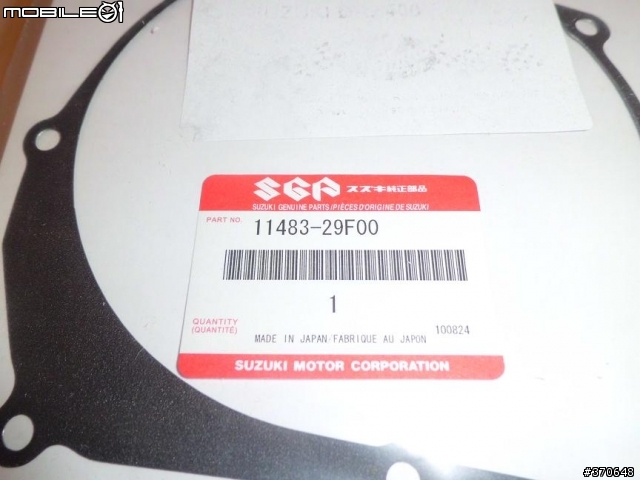 MOBILE01
SGP スズキ純正部品
SUZUKI GENUINE PARTS/PIÈCES D'ORIGINE DE SUZUKI
PART NO. 11483-29F00
1
QUANTITY
(QUANTITÉ)
MADE IN JAPAN/FABRIQUE AU JAPON 100824
SUZUKI MOTOR CORPORATION
#370648